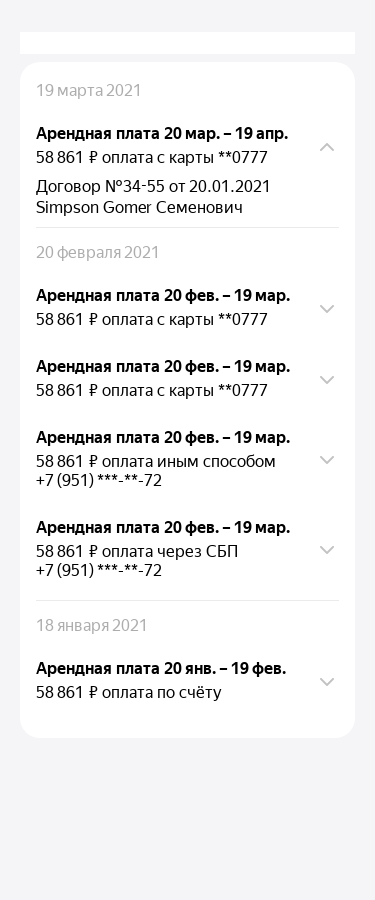 19 марта 2021
Арендная плата 20 мар. – 19 апр.
58 861 ₽ оплата с карты **0777
Договор №34-55 от 20.01.2021
Simpson Gomer Семенович
20 февраля 2021
Арендная плата 20 фев. – 19 мар.
58 861 ₽ оплата с карты **0777
Арендная плата 20 фев. – 19 мар.
58 861 ₽ оплата с карты **0777
Арендная плата 20 фев. – 19 мар.
58 861 ₽ оплата иным способом
+7 (951) ***-**-72
Арендная плата 20 фев. – 19 мар.
58 861 ₽ оплата через СБП
+7 (951) ***-**-72
18 января 2021
Арендная плата 20 янв. – 19 фев.
58 861 ₽ оплата по счёту